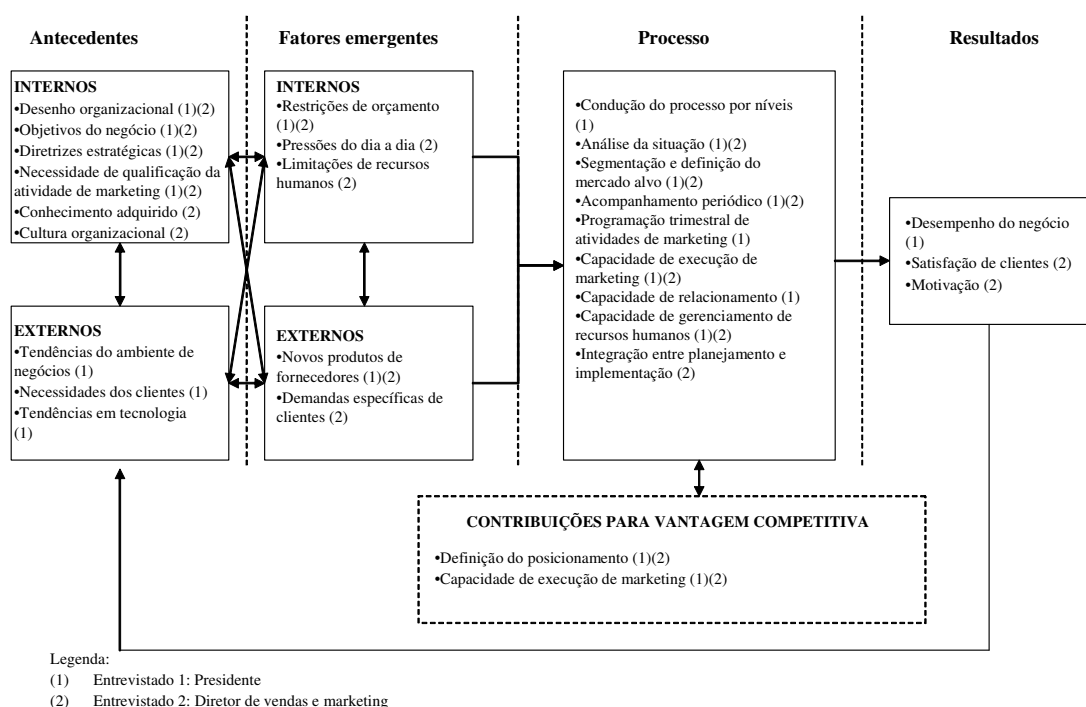 Antecedentes
Fatores emergentes
Processo
Resultados
INTERNOS
•Desenho organizacional (1)(2)
•Objetivos do negócio (1)(2)
•Diretrizes estratégicas (1)(2)
•Necessidade de qualificação da
atividade de marketing (1)(2)
•Conhecimento adquirido (2)
•Cultura organizacional (2)
EXTERNOS
•Tendências do ambiente de
negócios (1)
•Necessidades dos clientes (1)
•Tendências em tecnologia
(1)
INTERNOS
•Restrições de orçamento
(1)(2)
•Pressões do dia a dia (2)
•Limitações de recursos
humanos (2)
EXTERNOS
•Novos produtos de
fornecedores (1)(2)
•Demandas específicas de
clientes (2)
•Condução do processo por níveis
(1)
•Análise da situação (1)(2)
•Segmentação e definição do
mercado alvo (1)(2)
•Acompanhamento periódico (1)(2)
•Programação trimestral de
atividades de marketing (1)
•Capacidade de execução de
marketing (1)(2)
•Capacidade de relacionamento (1)
•Capacidade de gerenciamento de
recursos humanos (1)(2)
•Integração entre planejamento e
implementação (2)
•Desempenho do negócio
(1)
•Satisfação de clientes (2)
•Motivação (2)
CONTRIBUIÇÕES PARA VANTAGEM COMPETITIVA
•Definição do posicionamento (1)(2)
•Capacidade de execução de marketing (1)(2)
Legenda:
(1) Entrevistado 1: Presidente
(2) Entrevistado 2: Diretor de vendas e marketing